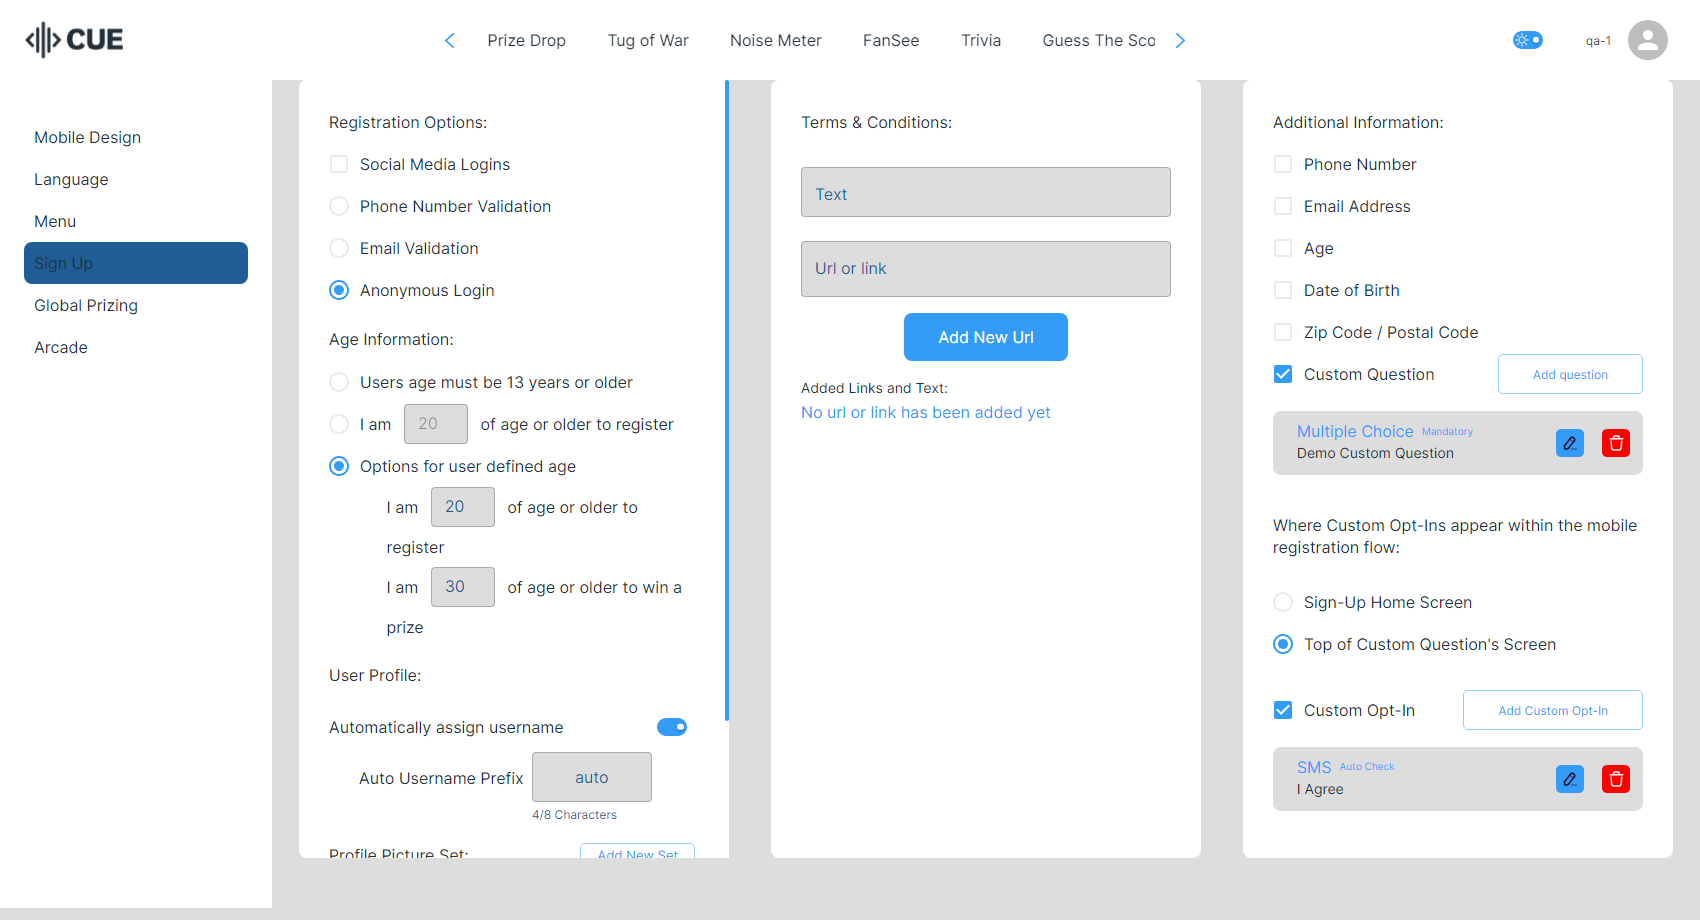 CUE
Prize Drop
Tug of War
Noise Meter
FanSee
Trivia
Guess The Sco
qa-1
Mobile Design
Language
Menu
Sign Up
Global Prizing
Arcade
Registration Options:
Social Media Logins
Phone Number Validation
Email Validation
Anonymous Login
Age Information:
Users age must be 13 years or older
I am 20 of age or older to register
Options for user defined age
I am 20 of age or older to
register
I am 30 of age or older to win a
prize
User Profile:
Automatically assign username
Auto Username Prefix auto
4/8 Characters
Profile Picture Set: Add New Set
Terms & Conditions:
Text
Url or link
Add New Url
Added Links and Text:
No url or link has been added yet
Additional Information:
Phone Number
Email Address
Age
Date of Birth
Zip Code / Postal Code
Custom Question Add question
Multiple Choice Mandatory
Demo Custom Question
Where Custom Opt-Ins appear within the mobile
registration flow:
Sign-Up Home Screen
Top of Custom Question's Screen
Custom Opt-In Add Custom Opt-In
SMS Auto Check
I Agree